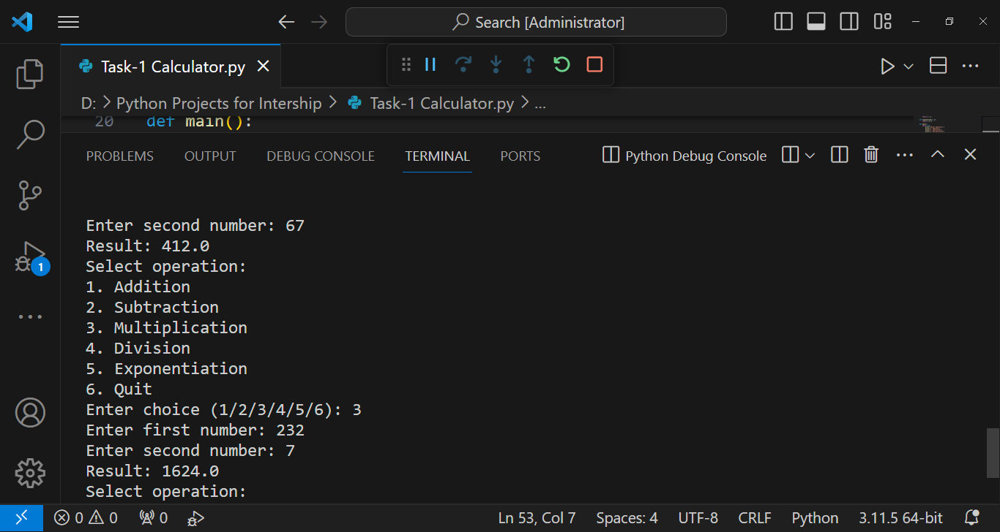 Search [Administrator]
Task-1 Calculator.py
D: > Python Projects for Intership > Task-1 Calculator.py > ...
20 def main():
PROBLEMS OUTPUT DEBUG CONSOLE TERMINAL PORTS Python Debug Console
Enter second number: 67
Result: 412.0
Select operation:
1. Addition
2. Subtraction
3. Multiplication
4. Division
5. Exponentiation
6. Quit
Enter choice (1/2/3/4/5/6): 3
Enter first number: 232
Enter second number: 7
Result: 1624.0
Select operation:
1
0 0 0 Ln 53, Col 7 Spaces: 4 UTF-8 CRLF Python 3.11.5 64-bit